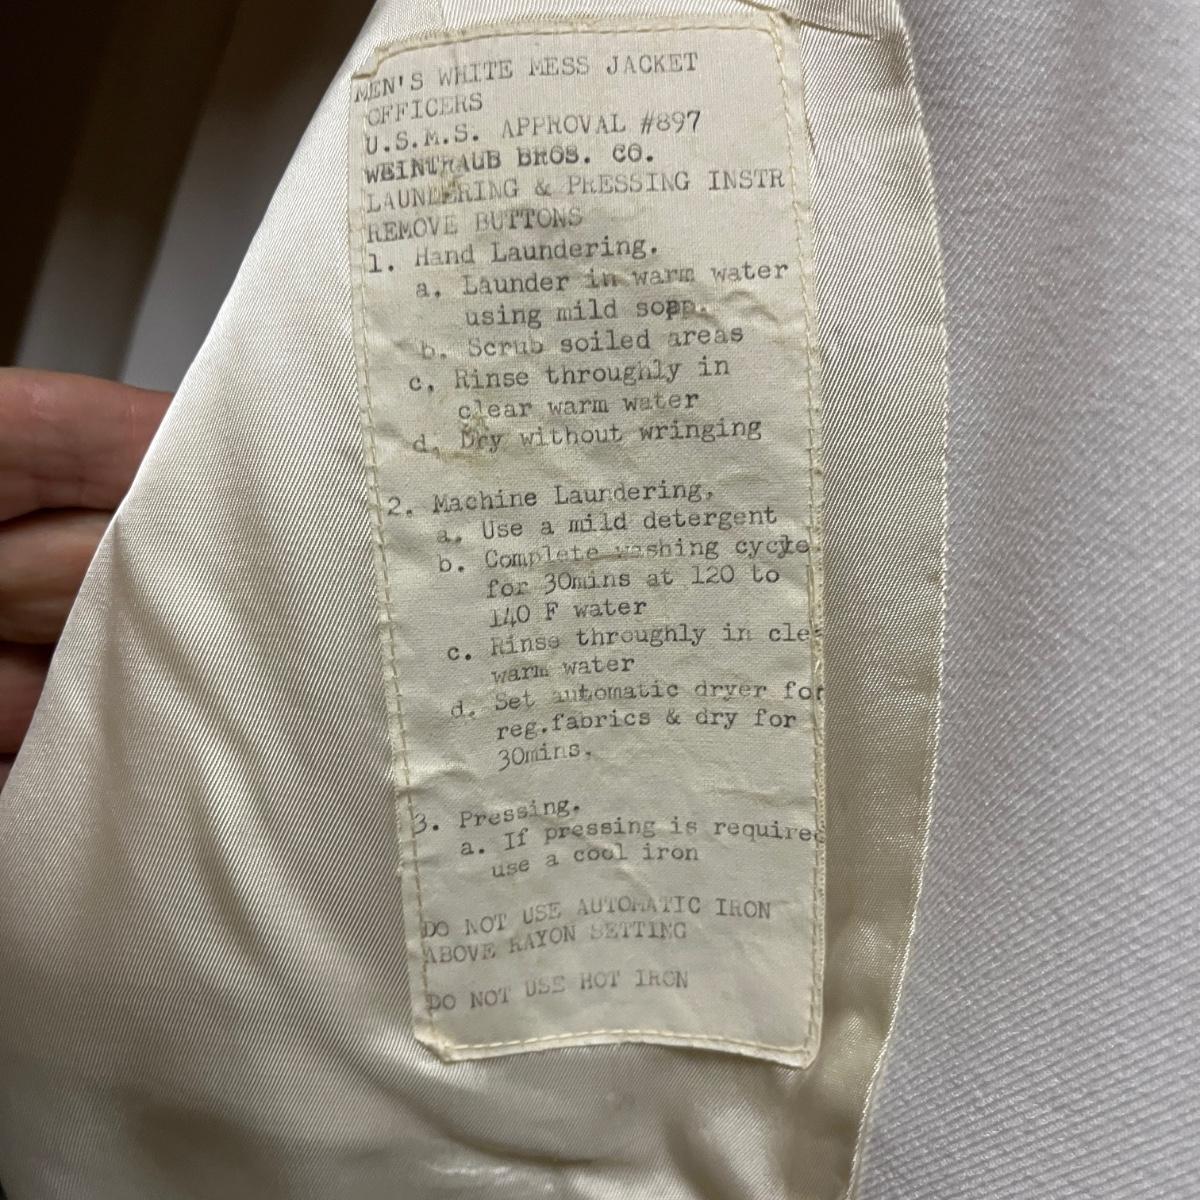 MEN'S WHITE MESS JACKET
OFFICERS
U.S.M.S. APPROVAL #897
WEINTRAUB BROS. CO.
LAUNDERING & PRESSING INSTR
REMOVE BUTTONS
1. Hand Laundering.
a. Launder in warm water
using mild sopp.
b. Scrub soiled areas
c. Rinse throughly in
clear warm water
d. Dry without wringing
2. Machine Laundering.
a. Use a mild detergent
b. Complete washing cycle
for 30mins at 120 to
140 F water
c. Rinse throughly in clea
warm water
d. Set automatic dryer for
reg.fabrics & dry for
30mins.
3. Pressing.
a. If pressing is required
use a cool iron
DO NOT USE AUTOMATIC IRON
ABOVE RAYON SETTING
DO NOT USE HOT IRON